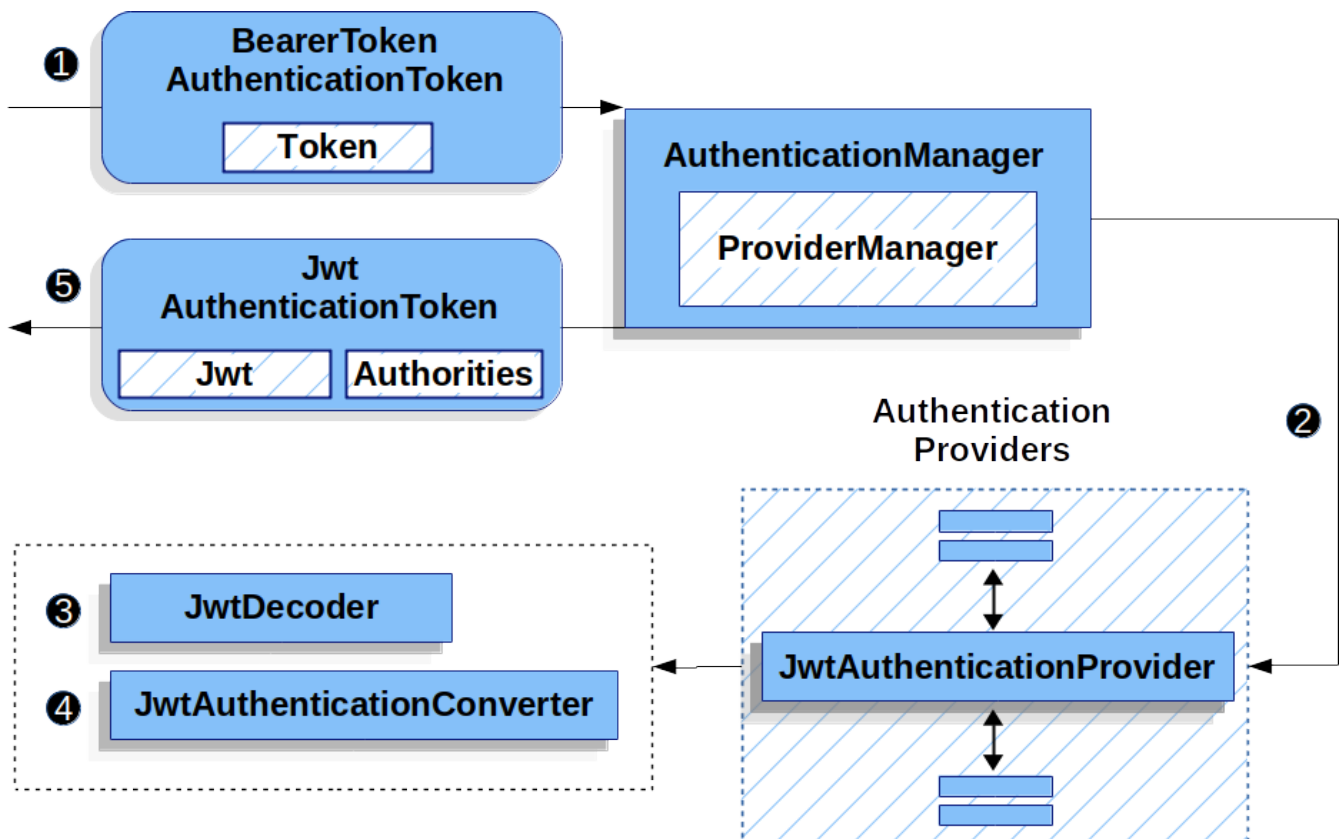 ❶
BearerToken
AuthenticationToken
Token
AuthenticationManager
ProviderManager
❺
Jwt
AuthenticationToken
Jwt
Authorities
Authentication
Providers
❷
❸
JwtDecoder
❹
JwtAuthenticationConverter
JwtAuthenticationProvider